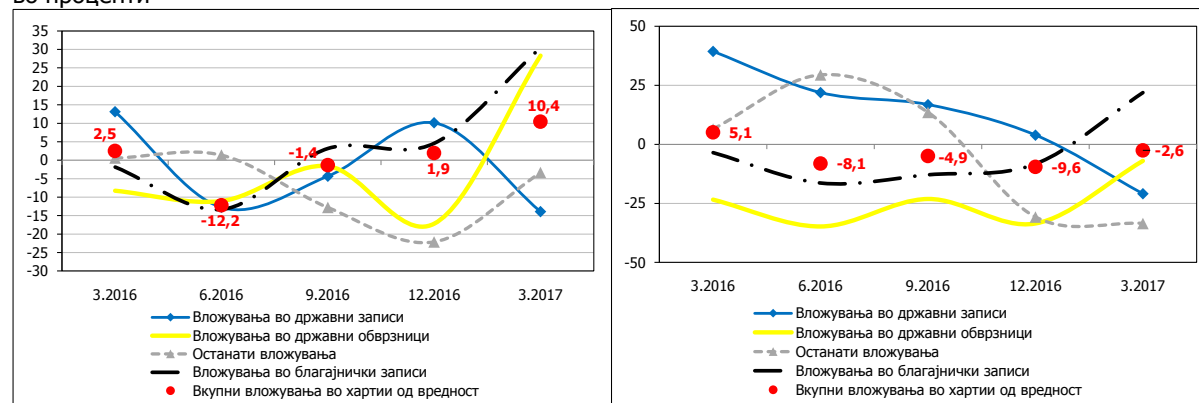 во проценти
35
30
25
20
15
10
5
0
-5
-10
-15
-20
-25
-30
2,5
-12,2
-1,4
1,9
10,4
3.2016 6.2016 9.2016 12.2016 3.2017
Вложувања во државни записи
Вложувања во државни обврзници
Останати вложувања
Вложувања во благајнички записи
Вкупни вложувања во хартии од вредност
50
25
0
-25
-50
5,1
-8,1
-4,9
-9,6
-2,6
3.2016 6.2016 9.2016 12.2016 3.2017
Вложувања во државни записи
Вложувања во државни обврзници
Останати вложувања
Вложувања во благајнички записи
Вкупни вложувања во хартии од вредност